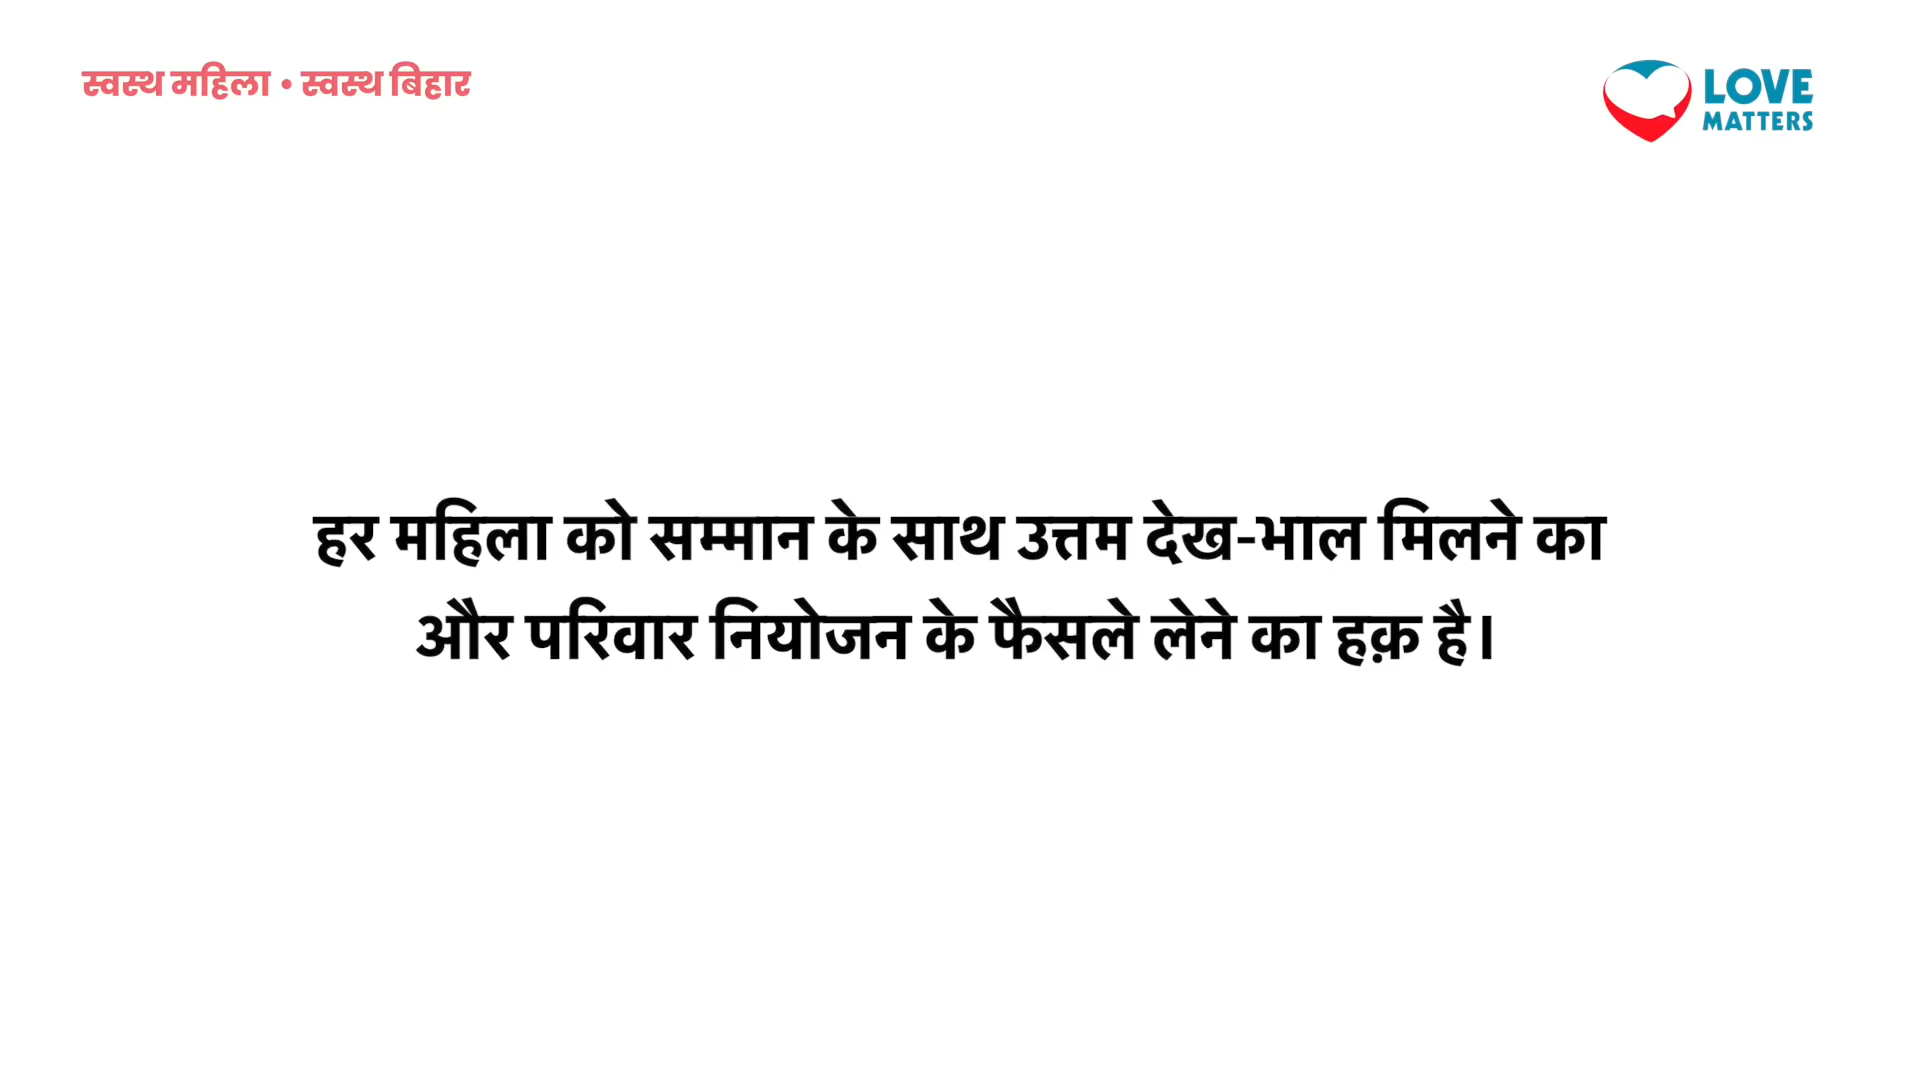 स्वस्थ महिला • स्वस्थ बिहार
LOVE
MATTERS
हर महिला को सम्मान के साथ उत्तम देख-भाल मिलने का
और परिवार नियोजन के फैसले लेने का हक़ है।